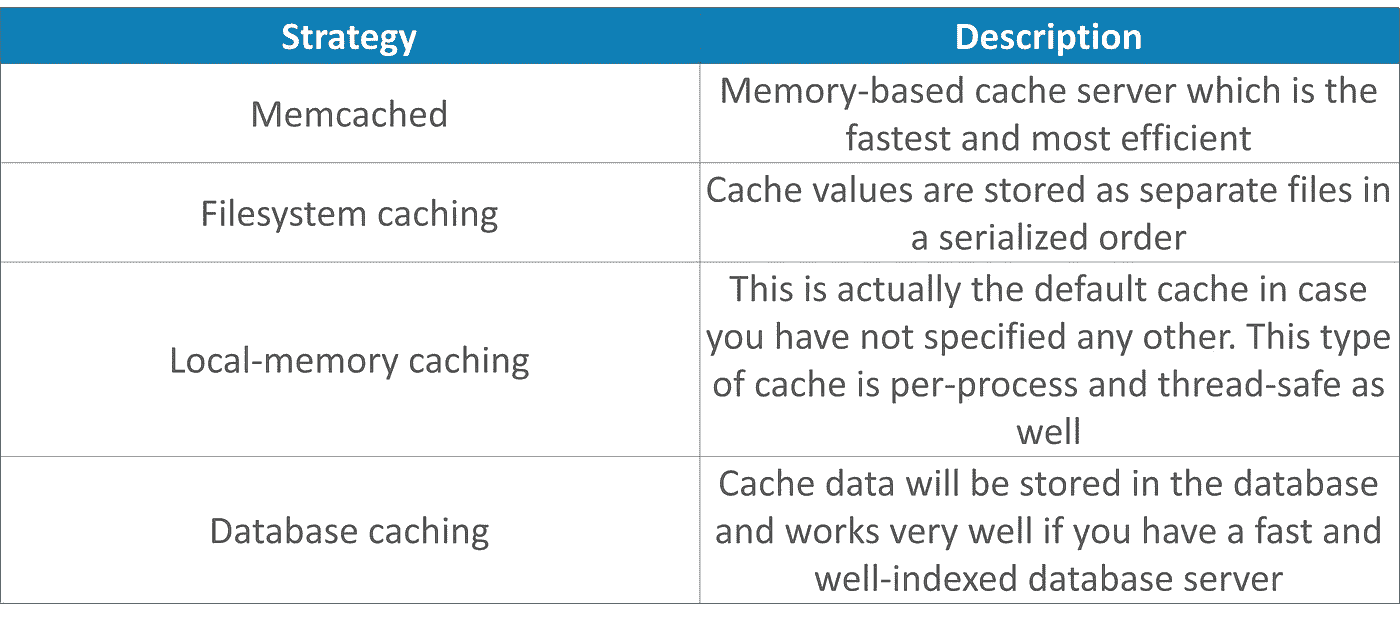 Strategy
Description
Memcached
Memory-based cache server which is the
fastest and most efficient
Filesystem caching
Cache values are stored as separate files in
a serialized order
Local-memory caching
This is actually the default cache in case
you have not specified any other. This type
of cache is per-process and thread-safe as
well
Database caching
Cache data will be stored in the database
and works very well if you have a fast and
well-indexed database server